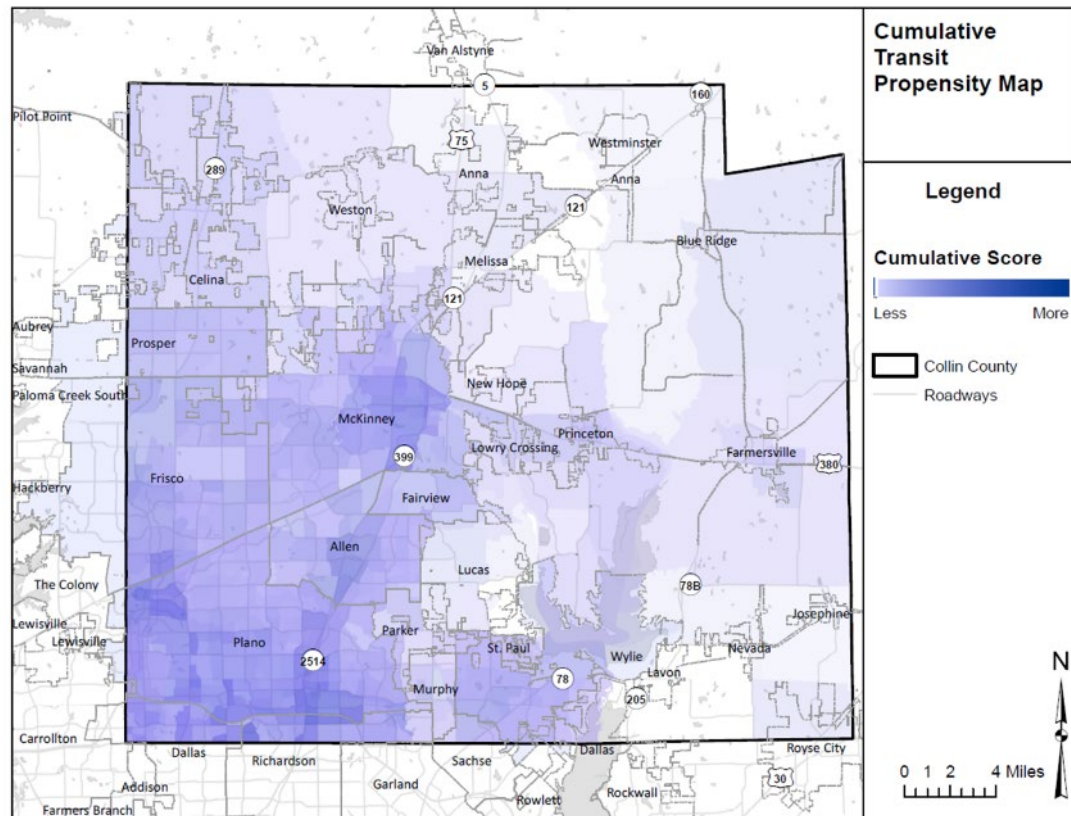 Cumulative
Transit
Propensity Map
Legend
Cumulative Score
Less More
Collin County
Roadways
N
0 1 2 4 Miles
Van Alstyne
5
160
Pilot Point
75
Westminster
289
Anna
Anna
121
Weston
Blue Ridge
Melissa
Celina
121
Aubrey
Prosper
Savannah
Paloma Creek South
New Hope
McKinney
Princeton
Lowry Crossing
399
Farmersville
380
Frisco
Hackberry
Fairview
Allen
Lucas
The Colony
78B
Josephine
Lewisville
Lewisville
Parker
Plano
St. Paul
Nevada
2514
Wylie
78
Lavon
Murphy
205
Carrollton
Dallas
Richardson
Sachse
Dallas
Royse City
Addison
Garland
30
Farmers Branch
Rowlett
Rockwall